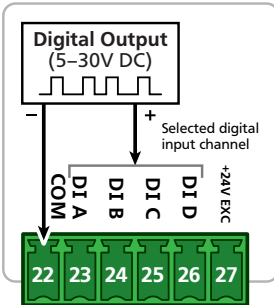 Digital Output
(5–30V DC)
–
+
Selected digital
input channel
COM
DI A
DI B
DI C
DI D
+24V EXC
22 23 24 25 26 27